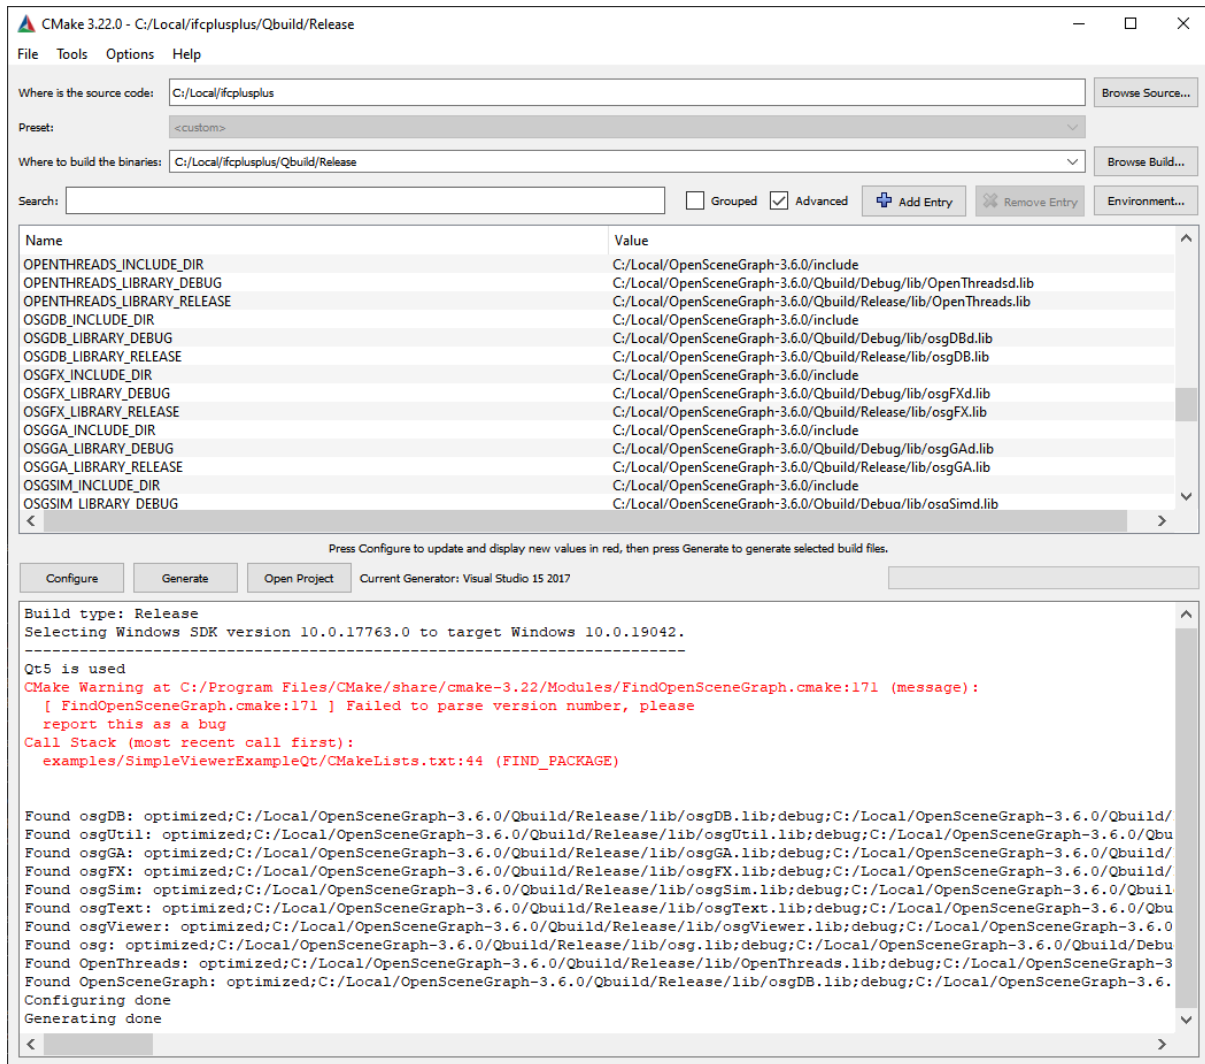 CMake 3.22.0 - C:/Local/ifcplusplus/Qbuild/Release
File Tools Options Help
Where is the source code: C:/Local/ifcplusplus Browse Source...
Preset: <custom>
Where to build the binaries: C:/Local/ifcplusplus/Qbuild/Release Browse Build...
Search: Grouped Advanced Add Entry Remove Entry Environment...
Name Value
OPENTHREADS_INCLUDE_DIR C:/Local/OpenSceneGraph-3.6.0/include
OPENTHREADS_LIBRARY_DEBUG C:/Local/OpenSceneGraph-3.6.0/Qbuild/Debug/lib/OpenThreadsd.lib
OPENTHREADS_LIBRARY_RELEASE C:/Local/OpenSceneGraph-3.6.0/Qbuild/Release/lib/OpenThreads.lib
OSGDB_INCLUDE_DIR C:/Local/OpenSceneGraph-3.6.0/include
OSGDB_LIBRARY_DEBUG C:/Local/OpenSceneGraph-3.6.0/Qbuild/Debug/lib/osgDBd.lib
OSGDB_LIBRARY_RELEASE C:/Local/OpenSceneGraph-3.6.0/Qbuild/Release/lib/osgDB.lib
OSGFX_INCLUDE_DIR C:/Local/OpenSceneGraph-3.6.0/include
OSGFX_LIBRARY_DEBUG C:/Local/OpenSceneGraph-3.6.0/Qbuild/Debug/lib/osgFXd.lib
OSGFX_LIBRARY_RELEASE C:/Local/OpenSceneGraph-3.6.0/Qbuild/Release/lib/osgFX.lib
OSGGA_INCLUDE_DIR C:/Local/OpenSceneGraph-3.6.0/include
OSGGA_LIBRARY_DEBUG C:/Local/OpenSceneGraph-3.6.0/Qbuild/Debug/lib/osgGAd.lib
OSGGA_LIBRARY_RELEASE C:/Local/OpenSceneGraph-3.6.0/Qbuild/Release/lib/osgGA.lib
OSGSIM_INCLUDE_DIR C:/Local/OpenSceneGraph-3.6.0/include
OSGSIM_LIBRARY_DEBUG C:/Local/OpenSceneGraph-3.6.0/Qbuild/Debug/lib/osgSimd.lib
Press Configure to update and display new values in red, then press Generate to generate selected build files.
Configure Generate Open Project Current Generator: Visual Studio 15 2017
Build type: Release
Selecting Windows SDK version 10.0.17763.0 to target Windows 10.0.19042.
------------------------------------------------------------------------
Qt5 is used
CMake Warning at C:/Program Files/CMake/share/cmake-3.22/Modules/FindOpenSceneGraph.cmake:171 (message):
[ FindOpenSceneGraph.cmake:171 ] Failed to parse version number, please
report this as a bug
Call Stack (most recent call first):
examples/SimpleViewerExampleQt/CMakeLists.txt:44 (FIND_PACKAGE)
Found osgDB: optimized;C:/Local/OpenSceneGraph-3.6.0/Qbuild/Release/lib/osgDB.lib;debug;C:/Local/OpenSceneGraph-3.6.0/Qbuild/
Found osgUtil: optimized;C:/Local/OpenSceneGraph-3.6.0/Qbuild/Release/lib/osgUtil.lib;debug;C:/Local/OpenSceneGraph-3.6.0/Qbu
Found osgGA: optimized;C:/Local/OpenSceneGraph-3.6.0/Qbuild/Release/lib/osgGA.lib;debug;C:/Local/OpenSceneGraph-3.6.0/Qbuild/
Found osgFX: optimized;C:/Local/OpenSceneGraph-3.6.0/Qbuild/Release/lib/osgFX.lib;debug;C:/Local/OpenSceneGraph-3.6.0/Qbuild/
Found osgSim: optimized;C:/Local/OpenSceneGraph-3.6.0/Qbuild/Release/lib/osgSim.lib;debug;C:/Local/OpenSceneGraph-3.6.0/Qbuil
Found osgText: optimized;C:/Local/OpenSceneGraph-3.6.0/Qbuild/Release/lib/osgText.lib;debug;C:/Local/OpenSceneGraph-3.6.0/Qbu
Found osgViewer: optimized;C:/Local/OpenSceneGraph-3.6.0/Qbuild/Release/lib/osgViewer.lib;debug;C:/Local/OpenSceneGraph-3.6.0
Found osg: optimized;C:/Local/OpenSceneGraph-3.6.0/Qbuild/Release/lib/osg.lib;debug;C:/Local/OpenSceneGraph-3.6.0/Qbuild/Debu
Found OpenThreads: optimized;C:/Local/OpenSceneGraph-3.6.0/Qbuild/Release/lib/OpenThreads.lib;debug;C:/Local/OpenSceneGraph-3
Found OpenSceneGraph: optimized;C:/Local/OpenSceneGraph-3.6.0/Qbuild/Release/lib/osgDB.lib;debug;C:/Local/OpenSceneGraph-3.6.
Configuring done
Generating done